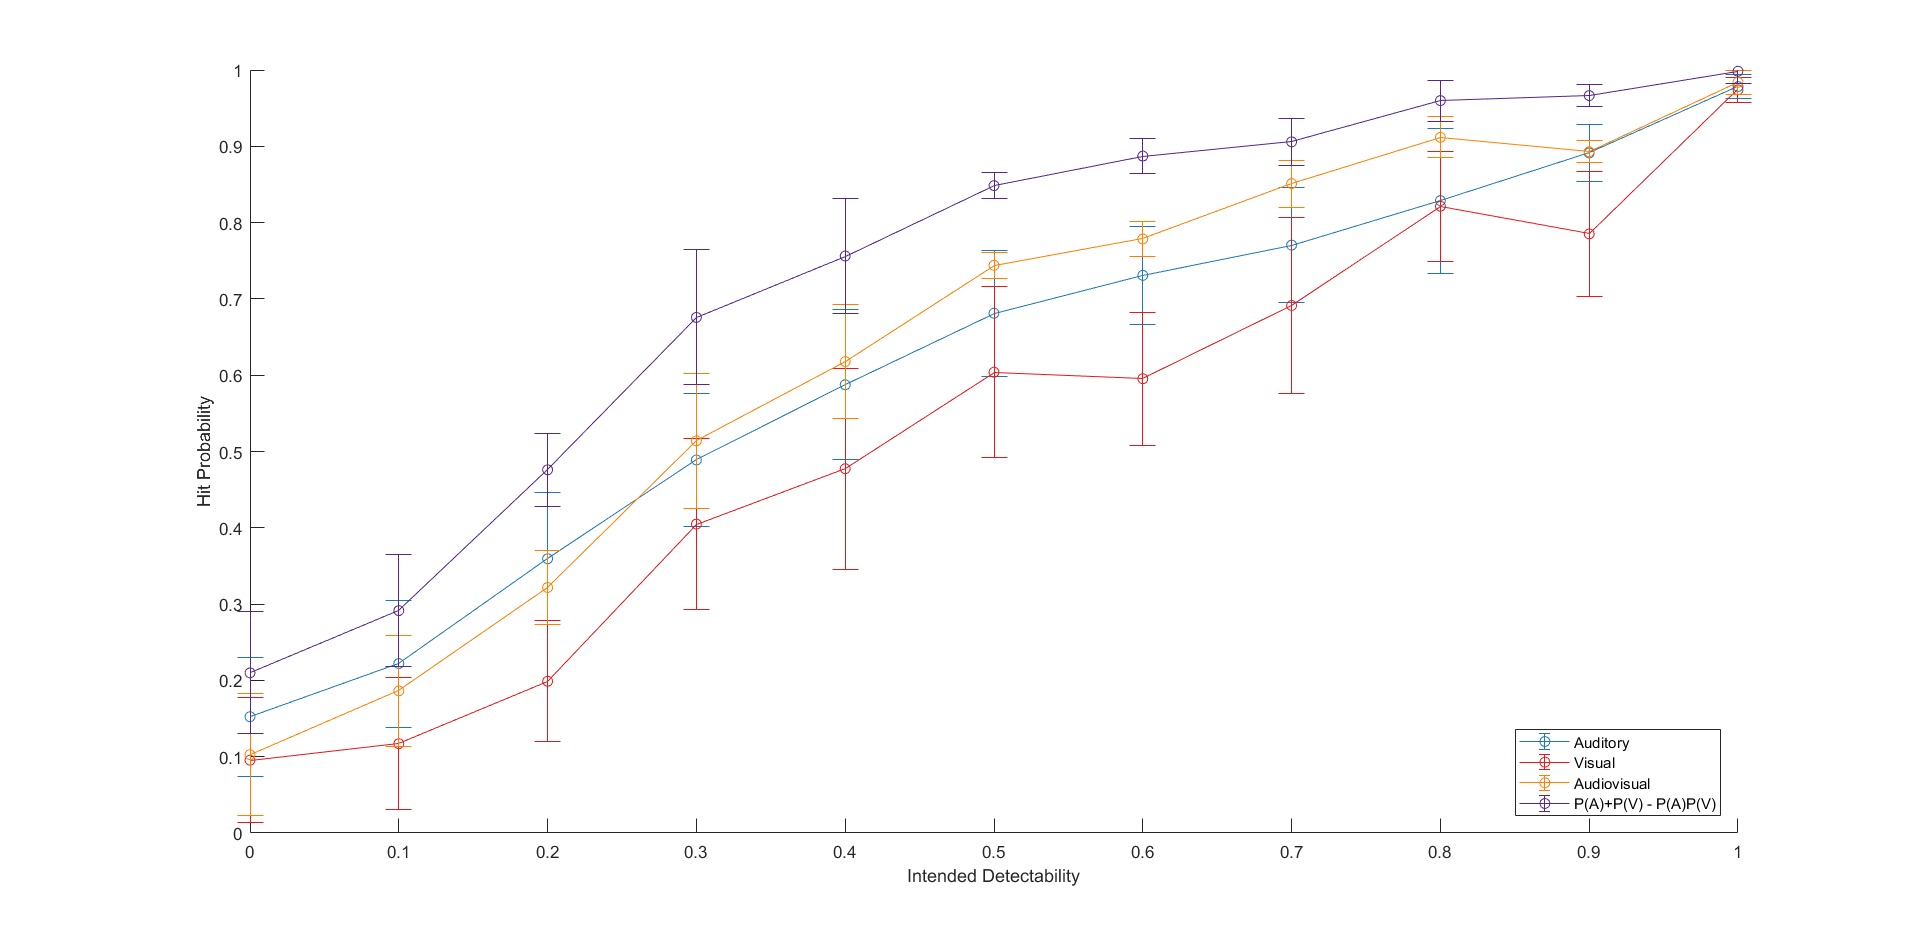 1
0.9
0.8
0.7
0.6
0.5
0.4
0.3
0.2
0.1
0
Hit Probability
0 0.1 0.2 0.3 0.4 0.5 0.6 0.7 0.8 0.9 1
Intended Detectability
Auditory
Visual
Audiovisual
P(A)+P(V) - P(A)P(V)